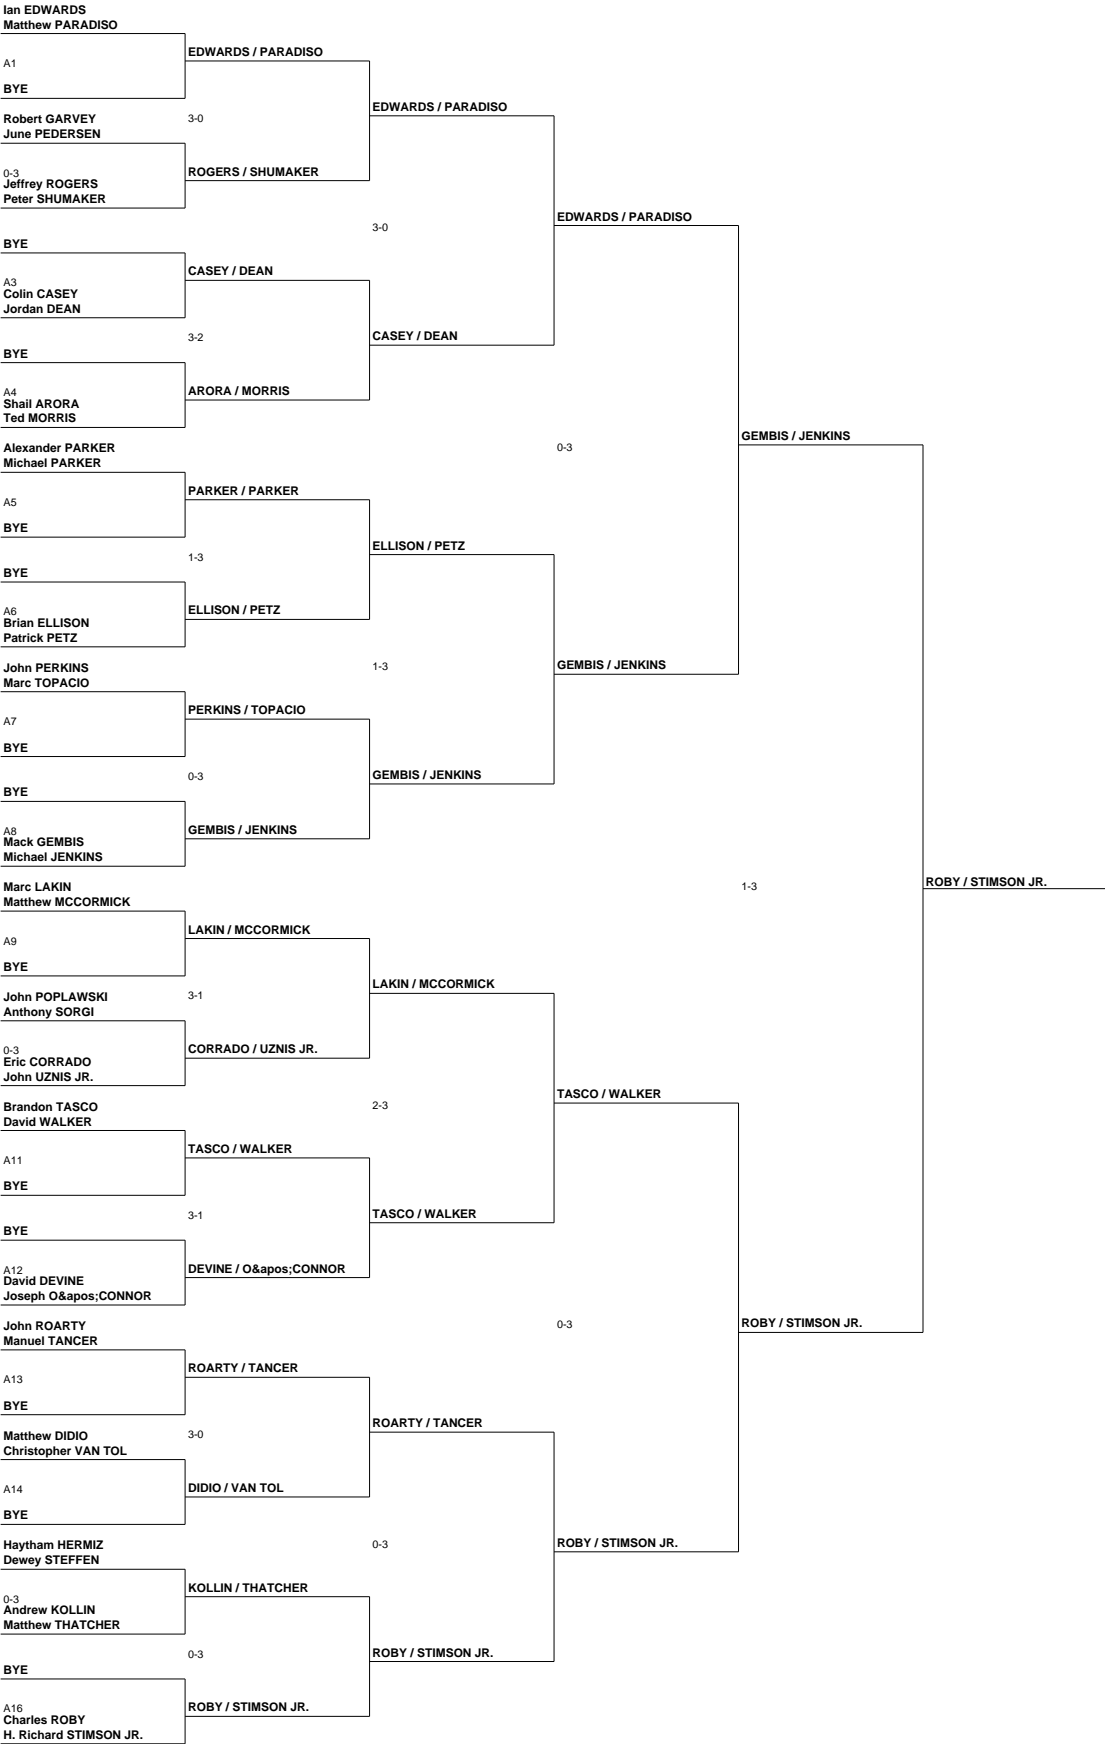 Ian EDWARDS
Matthew PARADISO
EDWARDS / PARADISO
A1
BYE
EDWARDS / PARADISO
Robert GARVEY
3-0
June PEDERSEN
0-3
ROGERS / SHUMAKER
Jeffrey ROGERS
Peter SHUMAKER
EDWARDS / PARADISO
3-0
BYE
CASEY / DEAN
A3
Colin CASEY
Jordan DEAN
3-2
CASEY / DEAN
BYE
A4
ARORA / MORRIS
Shail ARORA
Ted MORRIS
GEMBIS / JENKINS
Alexander PARKER
0-3
Michael PARKER
PARKER / PARKER
A5
BYE
ELLISON / PETZ
1-3
BYE
A6
ELLISON / PETZ
Brian ELLISON
Patrick PETZ
John PERKINS
1-3
GEMBIS / JENKINS
Marc TOPACIO
PERKINS / TOPACIO
A7
BYE
0-3
GEMBIS / JENKINS
BYE
A8
GEMBIS / JENKINS
Mack GEMBIS
Michael JENKINS
Marc LAKIN
1-3
ROBY / STIMSON JR.
Matthew MCCORMICK
LAKIN / MCCORMICK
A9
BYE
LAKIN / MCCORMICK
John POPLAWSKI
3-1
Anthony SORGI
0-3
CORRADO / UZNIS JR.
Eric CORRADO
John UZNIS JR.
TASCO / WALKER
Brandon TASCO
2-3
David WALKER
TASCO / WALKER
A11
BYE
3-1
TASCO / WALKER
BYE
A12
DEVINE / O&apos;CONNOR
David DEVINE
Joseph O&apos;CONNOR
John ROARTY
0-3
ROBY / STIMSON JR.
Manuel TANCER
ROARTY / TANCER
A13
BYE
ROARTY / TANCER
Matthew DIDIO
3-0
Christopher VAN TOL
A14
DIDIO / VAN TOL
BYE
Haytham HERMIZ
0-3
ROBY / STIMSON JR.
Dewey STEFFEN
KOLLIN / THATCHER
0-3
Andrew KOLLIN
Matthew THATCHER
0-3
ROBY / STIMSON JR.
BYE
A16
ROBY / STIMSON JR.
Charles ROBY
H. Richard STIMSON JR.